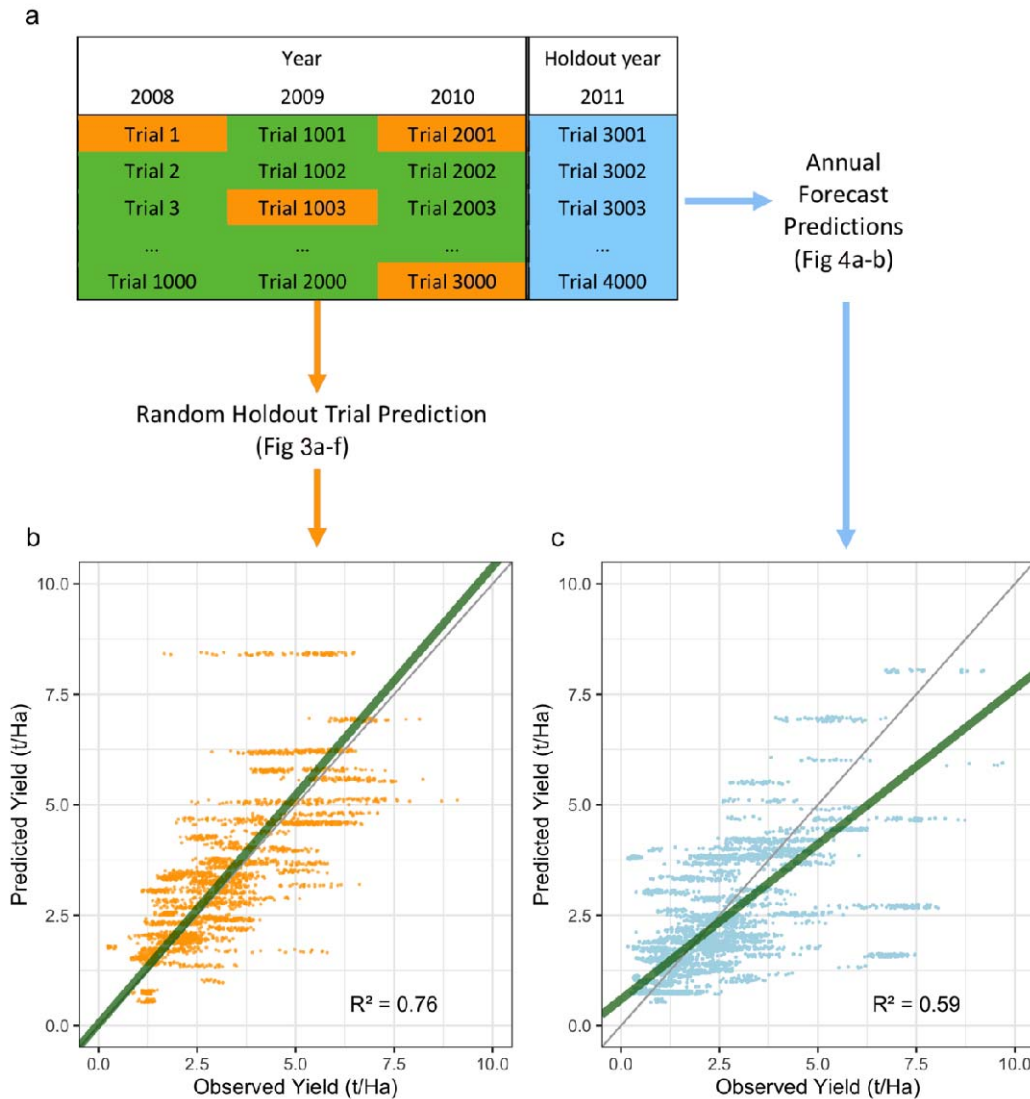 a
Year Holdout year
2008 2009 2010 2011
Trial 1 Trial 1001 Trial 2001 Trial 3001
Trial 2 Trial 1002 Trial 2002 Trial 3002
Trial 3 Trial 1003 Trial 2003 Trial 3003
... ... ... ...
Trial 1000 Trial 2000 Trial 3000 Trial 4000
Annual
Forecast
Predictions
(Fig 4a-b)
Random Holdout Trial Prediction
(Fig 3a-f)
b
Predicted Yield (t/Ha)
10.0
7.5
5.0
2.5
0.0
R² = 0.76
0.0 2.5 5.0 7.5 10.0
Observed Yield (t/Ha)
c
Predicted Yield (t/Ha)
10.0
7.5
5.0
2.5
0.0
R² = 0.59
0.0 2.5 5.0 7.5 10.0
Observed Yield (t/Ha)